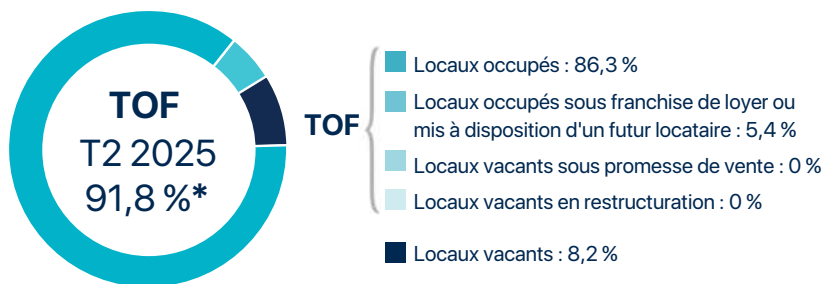 TOF
T2 2025
91,8 %*
TOF
Locaux occupés : 86,3 %
Locaux occupés sous franchise de loyer ou
mis à disposition d'un futur locataire : 5,4 %
Locaux vacants sous promesse de vente : 0 %
Locaux vacants en restructuration : 0 %
Locaux vacants : 8,2 %